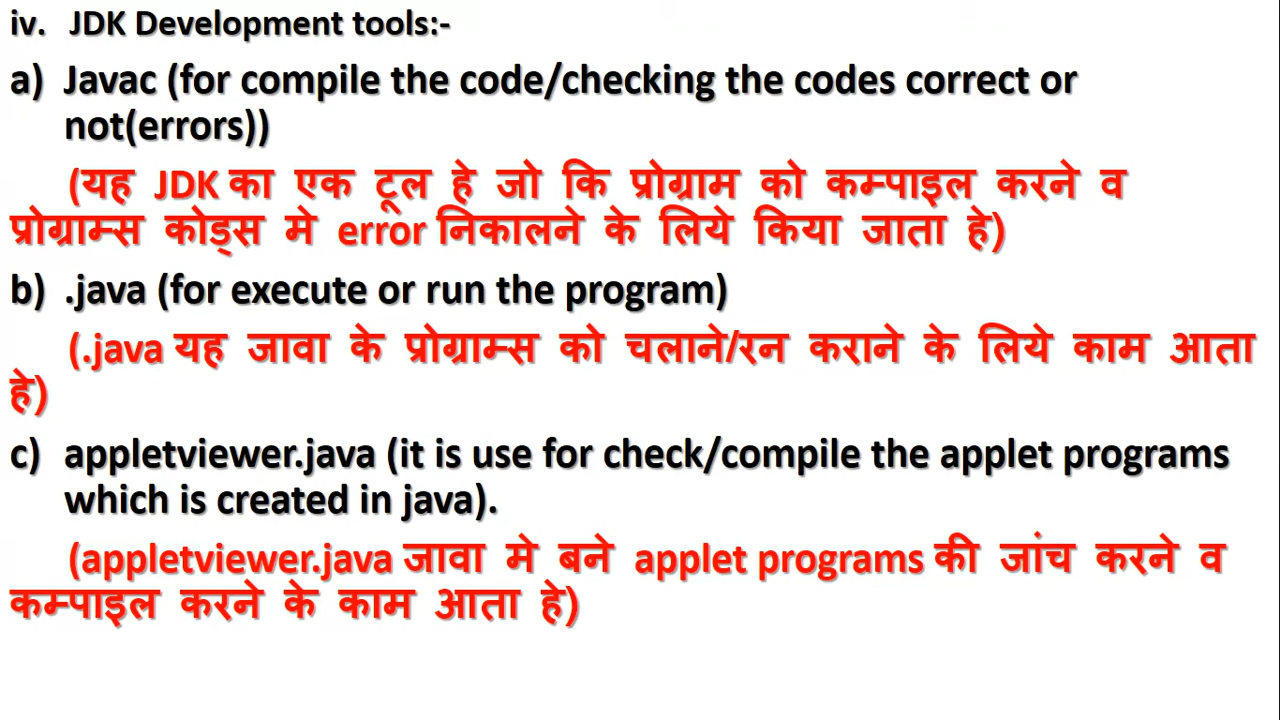 iv. JDK Development tools:-
a) Javac (for compile the code/checking the codes correct or
not(errors))
(यह JDK का एक टूल हे जो कि प्रोग्राम को कम्पाइल करने व
प्रोग्राम्स कोड्स मे error निकालने के लिये किया जाता हे)
b) .java (for execute or run the program)
(.java यह जावा के प्रोग्राम्स को चलाने/रन कराने के लिये काम आता
हे)
c) appletviewer.java (it is use for check/compile the applet programs
which is created in java).
(appletviewer.java जावा मे बने applet programs की जांच करने व
कम्पाइल करने के काम आता हे)